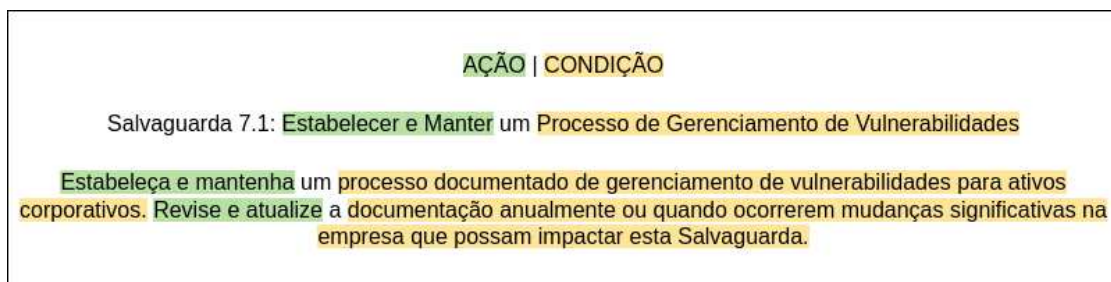 AÇÃO | CONDIÇÃO
Salvaguarda 7.1: Estabelecer e Manter um Processo de Gerenciamento de Vulnerabilidades
Estabeleça e mantenha um processo documentado de gerenciamento de vulnerabilidades para ativos
corporativos. Revise e atualize a documentação anualmente ou quando ocorrerem mudanças significativas na
empresa que possam impactar esta Salvaguarda.